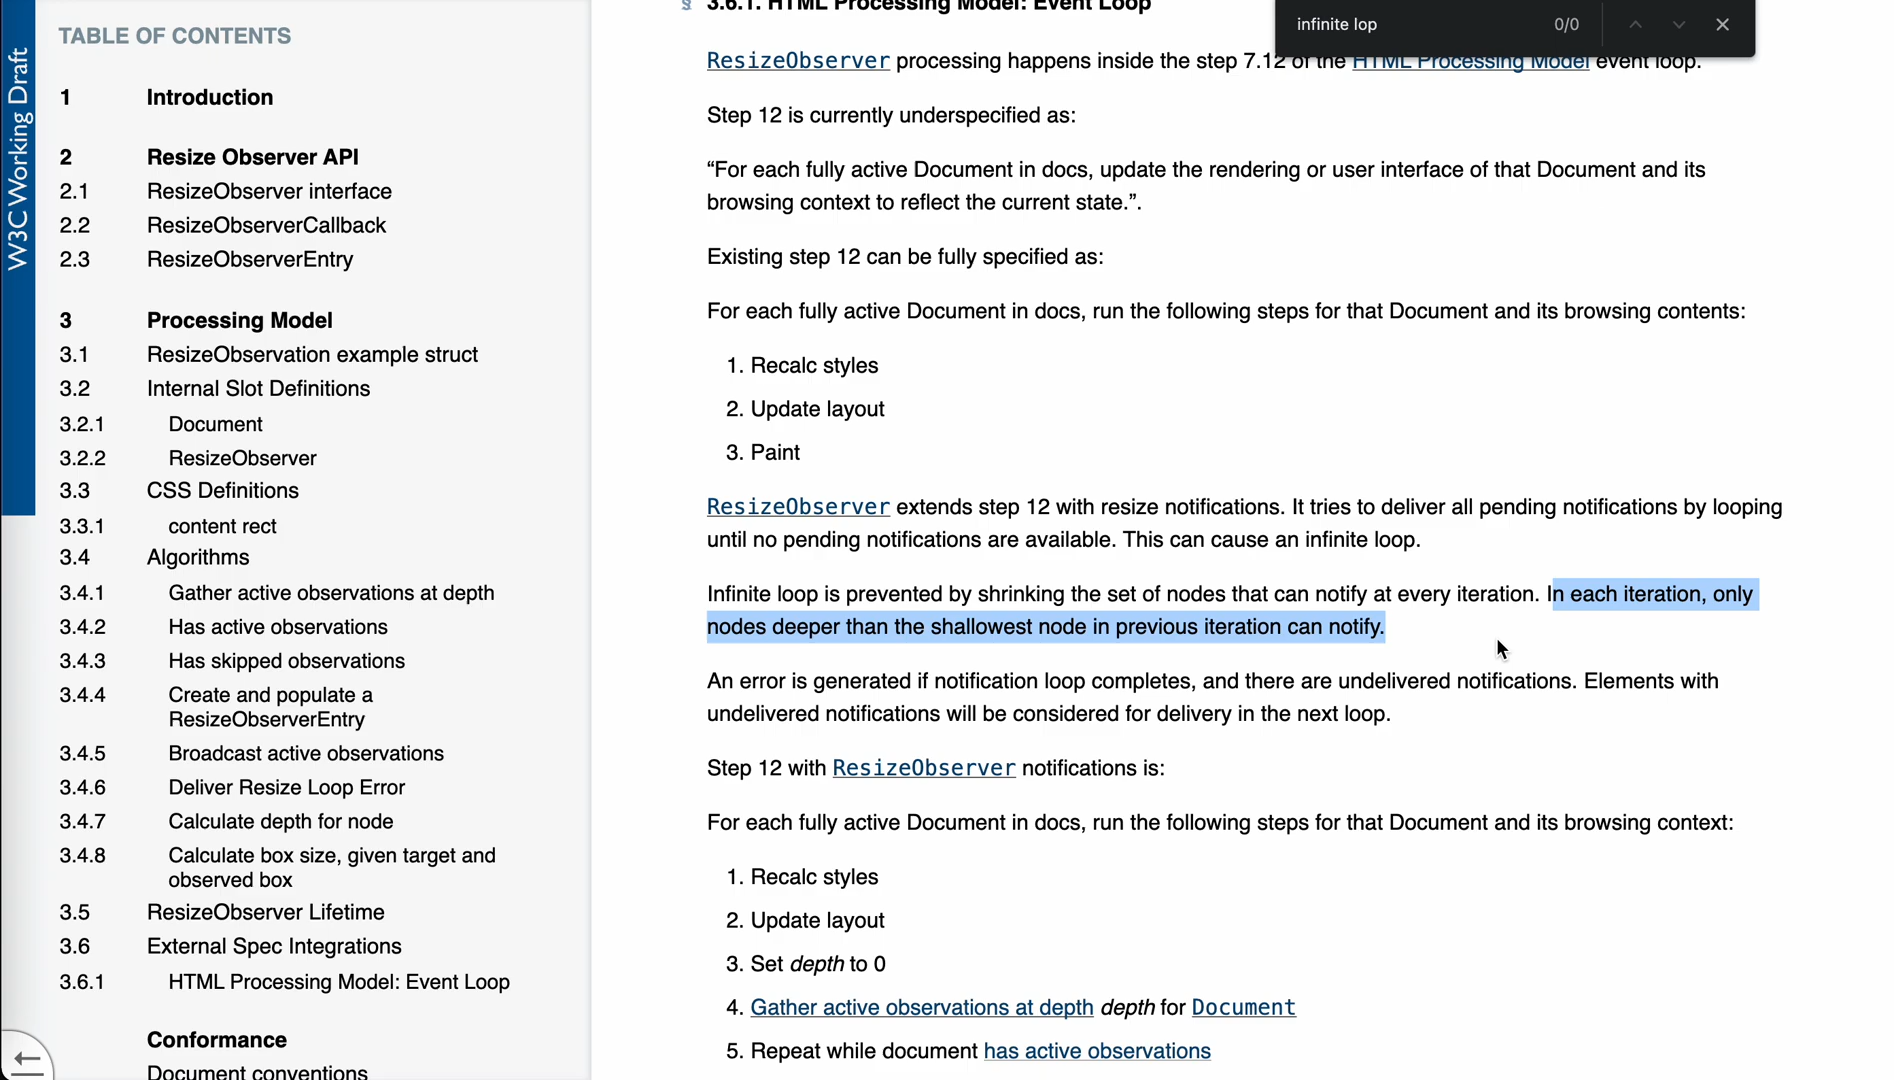 W3C Working Draft
TABLE OF CONTENTS
1 Introduction
2 Resize Observer API
2.1 ResizeObserver interface
2.2 ResizeObserverCallback
2.3 ResizeObserverEntry
3 Processing Model
3.1 ResizeObservation example struct
3.2 Internal Slot Definitions
3.2.1 Document
3.2.2 ResizeObserver
3.3 CSS Definitions
3.3.1 content rect
3.4 Algorithms
3.4.1 Gather active observations at depth
3.4.2 Has active observations
3.4.3 Has skipped observations
3.4.4 Create and populate a
ResizeObserverEntry
3.4.5 Broadcast active observations
3.4.6 Deliver Resize Loop Error
3.4.7 Calculate depth for node
3.4.8 Calculate box size, given target and
observed box
3.5 ResizeObserver Lifetime
3.6 External Spec Integrations
3.6.1 HTML Processing Model: Event Loop
Conformance
Document conventions
infinite lop 0/0
§ 3.6.1. HTML Processing Model: Event Loop
ResizeObserver processing happens inside the step 7.12 of the HTML Processing Model event loop.
Step 12 is currently underspecified as:
“For each fully active Document in docs, update the rendering or user interface of that Document and its
browsing context to reflect the current state.”.
Existing step 12 can be fully specified as:
For each fully active Document in docs, run the following steps for that Document and its browsing contents:
1. Recalc styles
2. Update layout
3. Paint
ResizeObserver extends step 12 with resize notifications. It tries to deliver all pending notifications by looping
until no pending notifications are available. This can cause an infinite loop.
Infinite loop is prevented by shrinking the set of nodes that can notify at every iteration. In each iteration, only
nodes deeper than the shallowest node in previous iteration can notify.
An error is generated if notification loop completes, and there are undelivered notifications. Elements with
undelivered notifications will be considered for delivery in the next loop.
Step 12 with ResizeObserver notifications is:
For each fully active Document in docs, run the following steps for that Document and its browsing context:
1. Recalc styles
2. Update layout
3. Set depth to 0
4. Gather active observations at depth depth for Document
5. Repeat while document has active observations